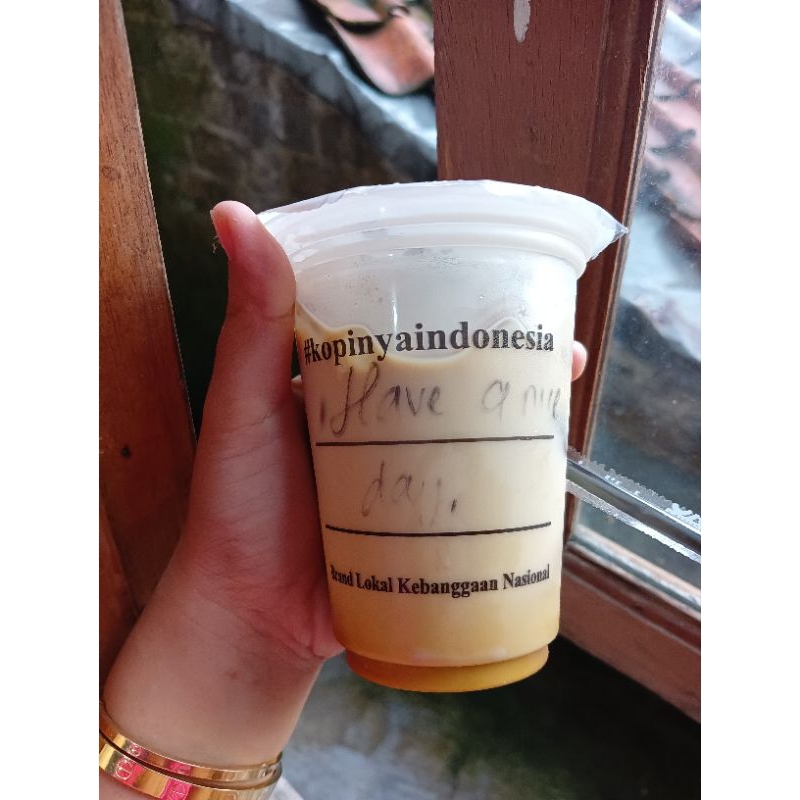 #kopinyaindonesia
Have a nice
day,
Brand Lokal Kebanggaan Nasional